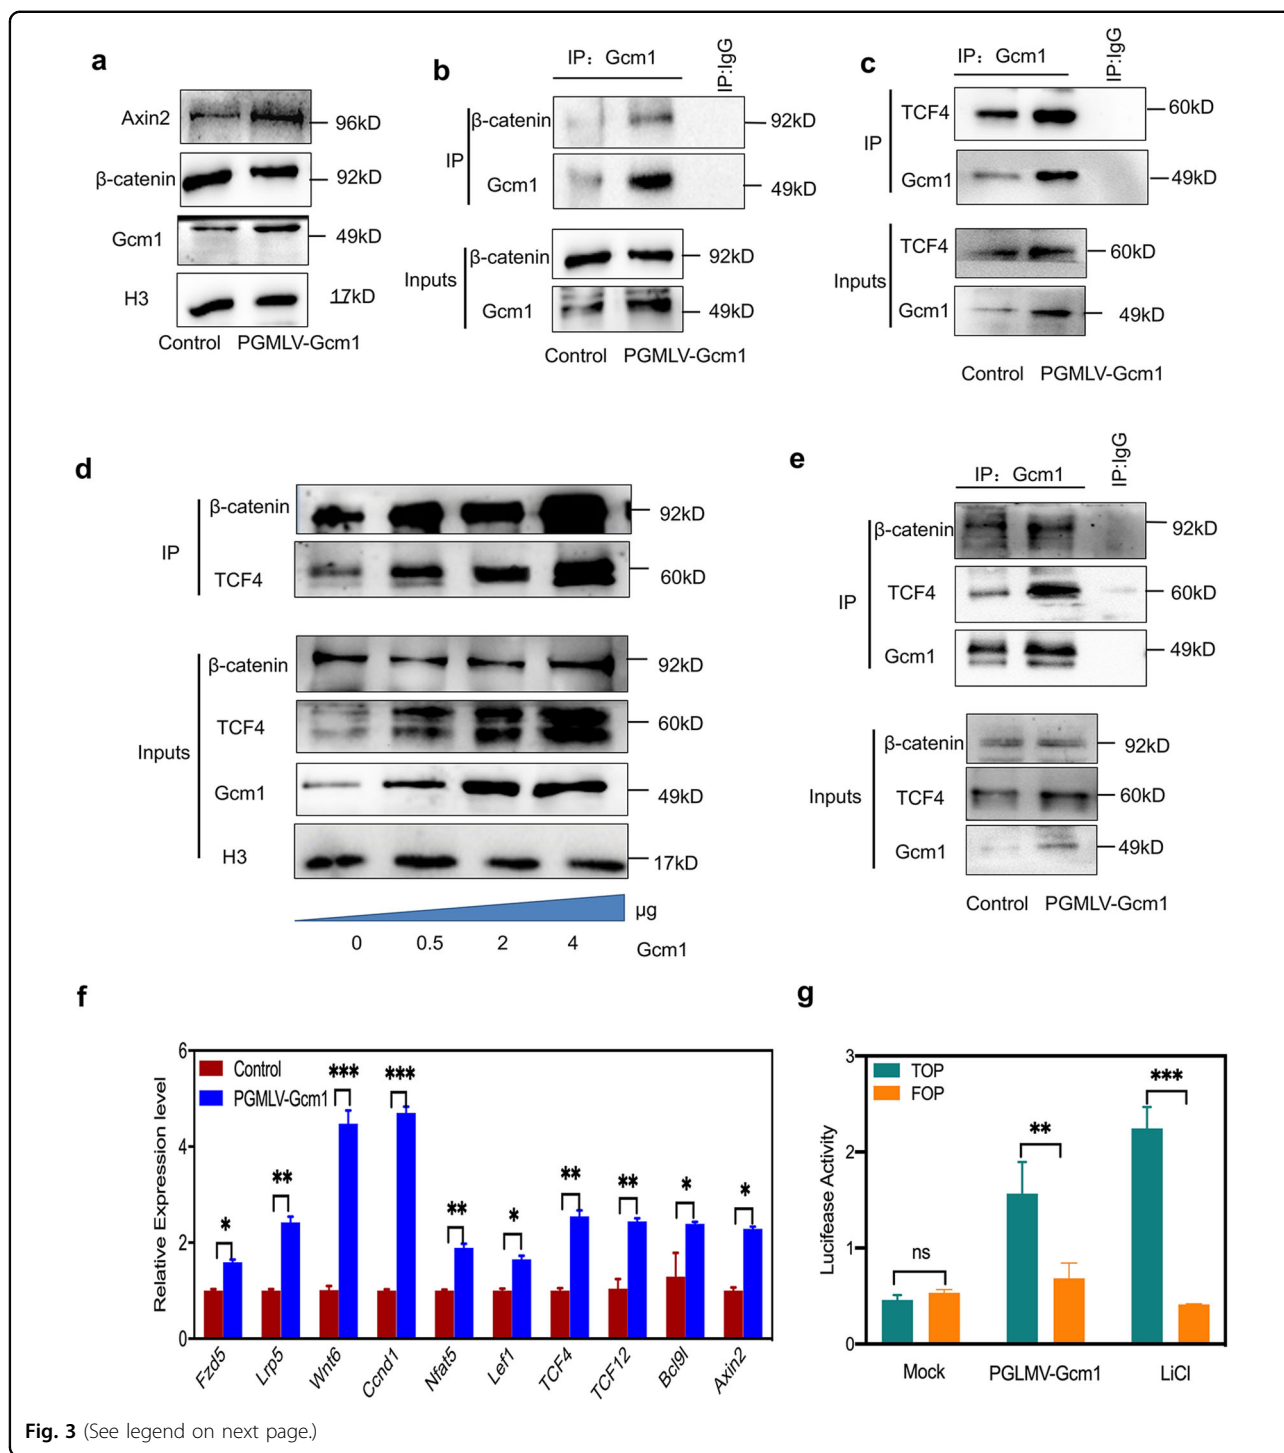 a
Axin2
96kD
β-catenin
92kD
Gcm1
49kD
H3
17kD
Control PGMLV-Gcm1
b
IP: Gcm1
IP:IgG
IP
β-catenin
92kD
Gcm1
49kD
Inputs
β-catenin
92kD
Gcm1
49kD
Control PGMLV-Gcm1
c
IP: Gcm1
IP:IgG
IP
TCF4
60kD
Gcm1
49kD
Inputs
TCF4
60kD
Gcm1
49kD
Control PGMLV-Gcm1
d
IP
β-catenin
92kD
TCF4
60kD
Inputs
β-catenin
92kD
TCF4
60kD
Gcm1
49kD
H3
17kD
μg
0 0.5 2 4 Gcm1
e
IP: Gcm1
IP:IgG
IP
β-catenin
92kD
TCF4
60kD
Gcm1
49kD
Inputs
β-catenin
92kD
TCF4
60kD
Gcm1
49kD
Control PGMLV-Gcm1
f
Relative Expression level
6
4
2
0
Control
PGMLV-Gcm1
*
**
***
***
**
*
**
**
*
*
Fzd5
Lrp5
Wnt6
Ccnd1
Nfat5
Lef1
TCF4
TCF12
Bcl9l
Axin2
g
Lucifease Activity
3
2
1
0
TOP
FOP
ns
**
***
Mock
PGLMV-Gcm1
LiCl
Fig. 3 (See legend on next page.)